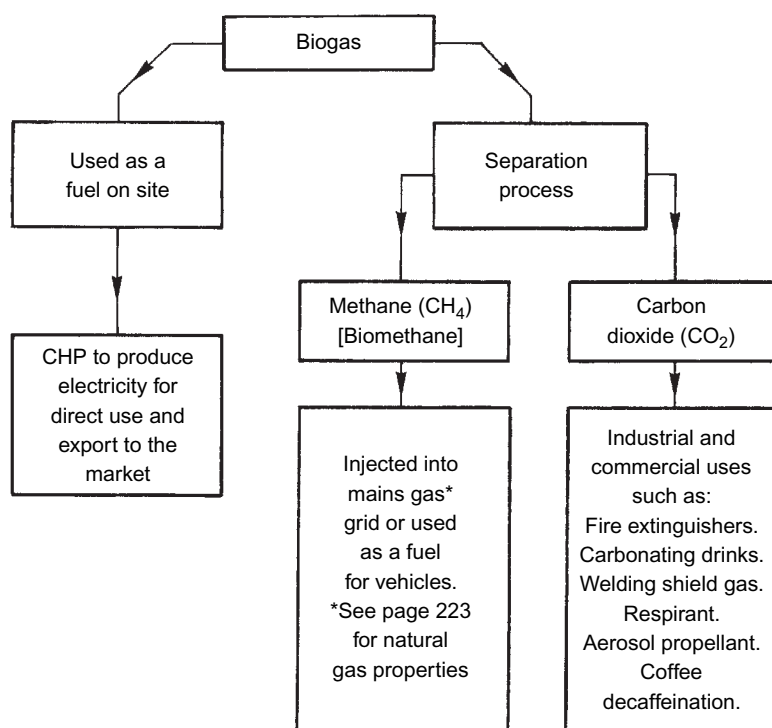 Biogas
Used as a
fuel on site
Separation
process
CHP to produce
electricity for
direct use and
export to the
market
Methane (CH₄)
[Biomethane]
Carbon
dioxide (CO₂)
Injected into
mains gas*
grid or used
as a fuel
for vehicles.
*See page 223
for natural
gas properties
Industrial and
commercial uses
such as:
Fire extinguishers.
Carbonating drinks.
Welding shield gas.
Respirant.
Aerosol propellant.
Coffee
decaffeination.